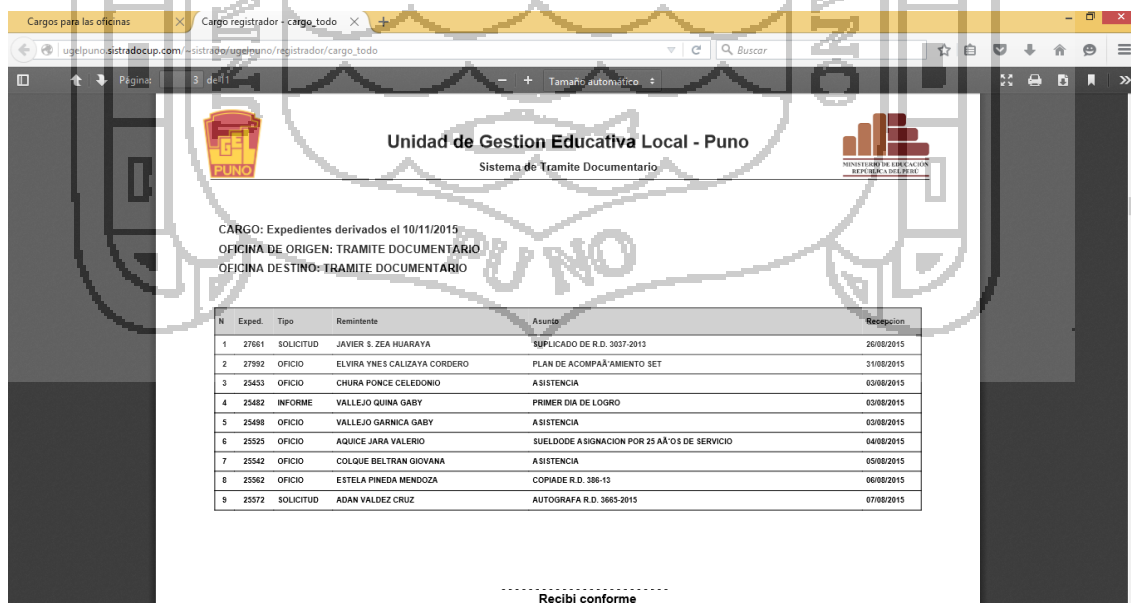 Cargos para las oficinas
Cargo registrador - cargo_todo
ugelpuno.sistradocup.com/~sistrado/ugelpuno/registrador/cargo_todo
Buscar
Página: 3 de 11
Tamaño automático
UGEL PUNO
Unidad de Gestion Educativa Local - Puno
Sistema de Tramite Documentario
MINISTERIO DE EDUCACIÓN
REPÚBLICA DEL PERÚ
CARGO: Expedientes derivados el 10/11/2015
OFICINA DE ORIGEN: TRAMITE DOCUMENTARIO
OFICINA DESTINO: TRAMITE DOCUMENTARIO
PUNO
N Exped. Tipo Remintente Asunto Recepcion
1 27661 SOLICITUD JAVIER S. ZEA HUARAYA SUPLICADO DE R.D. 3037-2013 26/08/2015
2 27992 OFICIO ELVIRA YNES CALIZAYA CORDERO PLAN DE ACOMPAÃ‘AMIENTO SET 31/08/2015
3 25453 OFICIO CHURA PONCE CELEDONIO ASISTENCIA 03/08/2015
4 25482 INFORME VALLEJO QUINA GABY PRIMER DIA DE LOGRO 03/08/2015
5 25498 OFICIO VALLEJO GARNICA GABY ASISTENCIA 03/08/2015
6 25525 OFICIO AQUICE JARA VALERIO SUELDODE ASIGNACION POR 25 AÃ‘OS DE SERVICIO 04/08/2015
7 25542 OFICIO COLQUE BELTRAN GIOVANA ASISTENCIA 05/08/2015
8 25562 OFICIO ESTELA PINEDA MENDOZA COPIADE R.D. 386-13 06/08/2015
9 25572 SOLICITUD ADAN VALDEZ CRUZ AUTOGRAFA R.D. 3665-2015 07/08/2015
Recibi conforme